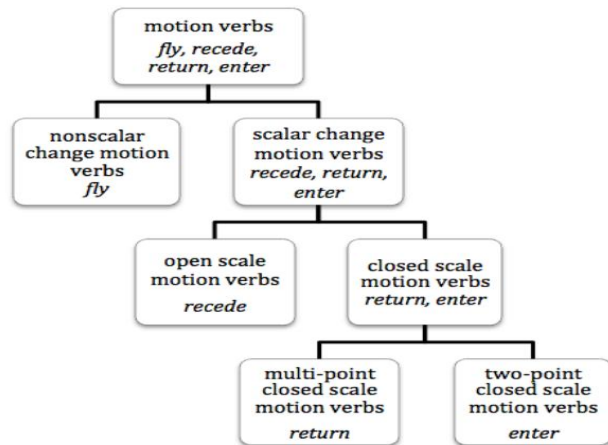 motion verbs
fly, recede,
return, enter
nonscalar
change motion
verbs
fly
scalar change
motion verbs
recede, return,
enter
open scale
motion verbs
recede
closed scale
motion verbs
return, enter
multi-point
closed scale
motion verbs
return
two-point
closed scale
motion verbs
enter